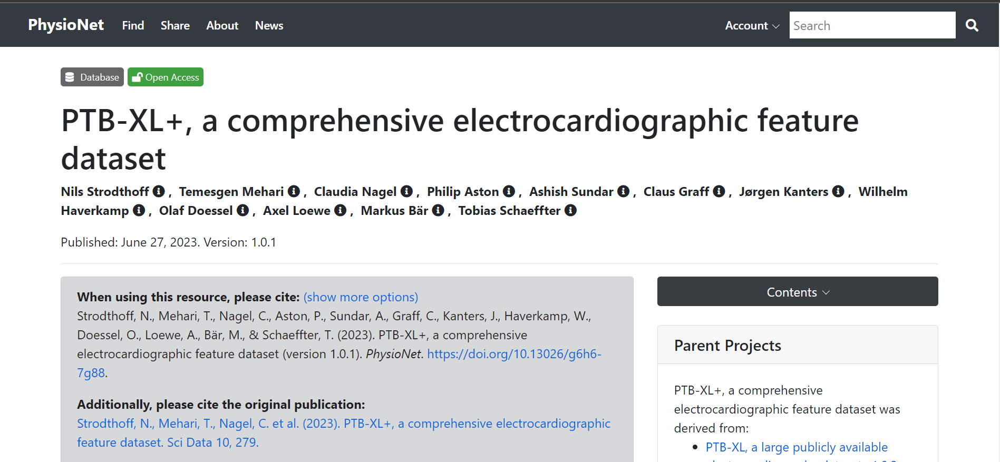 PhysioNet Find Share About News Account Search
Database Open Access
PTB-XL+, a comprehensive electrocardiographic feature
dataset
Nils Strodthoff , Temesgen Mehari , Claudia Nagel , Philip Aston , Ashish Sundar , Claus Graff , Jørgen Kanters , Wilhelm
Haverkamp , Olaf Doessel , Axel Loewe , Markus Bär , Tobias Schaeffter
Published: June 27, 2023. Version: 1.0.1
When using this resource, please cite: (show more options)
Strodthoff, N., Mehari, T., Nagel, C., Aston, P., Sundar, A., Graff, C., Kanters, J., Haverkamp, W.,
Doessel, O., Loewe, A., Bär, M., & Schaeffter, T. (2023). PTB-XL+, a comprehensive
electrocardiographic feature dataset (version 1.0.1). PhysioNet. https://doi.org/10.13026/g6h6-
7g88.
Additionally, please cite the original publication:
Strodthoff, N., Mehari, T., Nagel, C. et al. (2023). PTB-XL+, a comprehensive electrocardiographic
feature dataset. Sci Data 10, 279.
Contents
Parent Projects
PTB-XL+, a comprehensive
electrocardiographic feature dataset was
derived from:
PTB-XL, a large publicly available